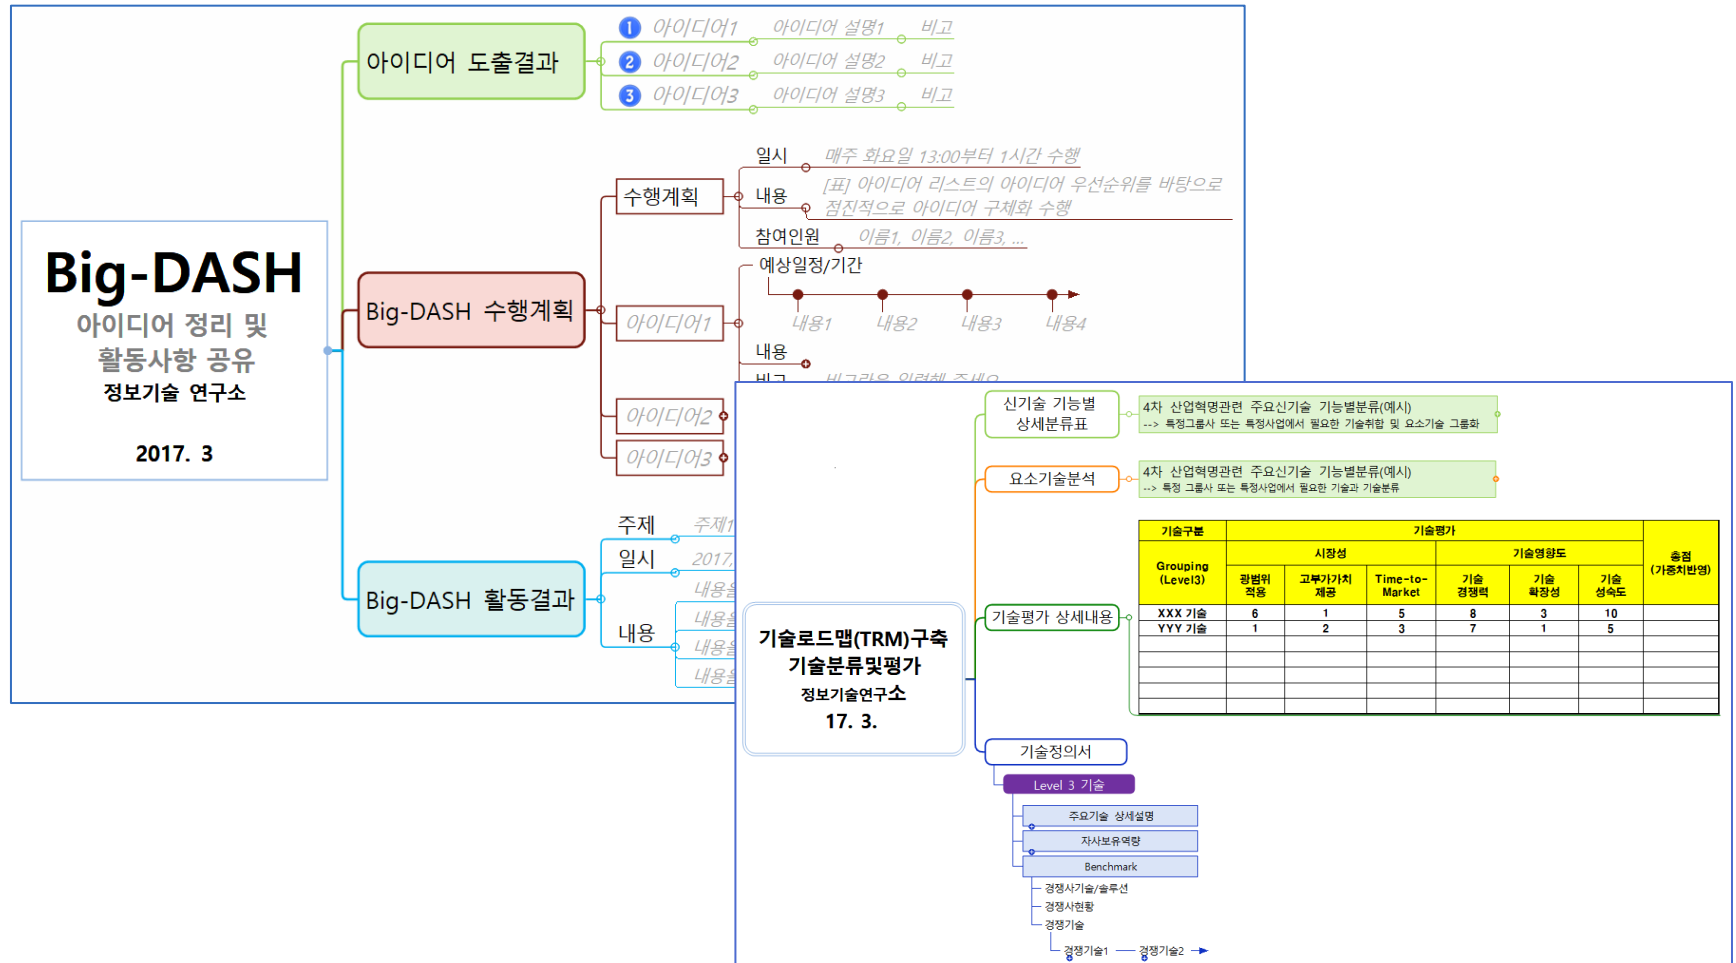 Big-DASH
아이디어 정리 및
활동사항 공유
정보기술 연구소
2017. 3
아이디어 도출결과
1 아이디어1 아이디어 설명1 비고
2 아이디어2 아이디어 설명2 비고
3 아이디어3 아이디어 설명3 비고
Big-DASH 수행계획
수행계획
일시 매주 화요일 13:00부터 1시간 수행
내용 [표] 아이디어 리스트의 아이디어 우선순위를 바탕으로
점진적으로 아이디어 구체화 수행
참여인원 이름1, 이름2, 이름3, ...
아이디어1
예상일정/기간
내용1 내용2 내용3 내용4
내용
아이디어2
아이디어3
Big-DASH 활동결과
주제 주제1
일시 2017,
내용
내용을
내용을
내용을
내용을
기술로드맵(TRM)구축
기술분류및평가
정보기술연구소
17. 3.
신기술 기능별
상세분류표
4차 산업혁명관련 주요신기술 기능별분류(예시)
--> 특정그룹사 또는 특정사업에서 필요한 기술취합 및 요소기술 그룹화
요소기술분석
4차 산업혁명관련 주요신기술 기능별분류(예시)
--> 특정 그룹사 또는 특정사업에서 필요한 기술과 기술분류
기술평가 상세내용
기술구분 기술평가 총점
(가중치반영)
Grouping
(Level3)
시장성 기술영향도
광범위
적용
고부가가치
제공
Time-to-
Market
기술
경쟁력
기술
확장성
기술
성숙도
XXX 기술 6 1 5 8 3 10
YYY 기술 1 2 3 7 1 5
기술정의서
Level 3 기술
주요기술 상세설명
자사보유역량
Benchmark
경쟁사기술/솔루션
경쟁사현황
경쟁기술
경쟁기술1 경쟁기술2